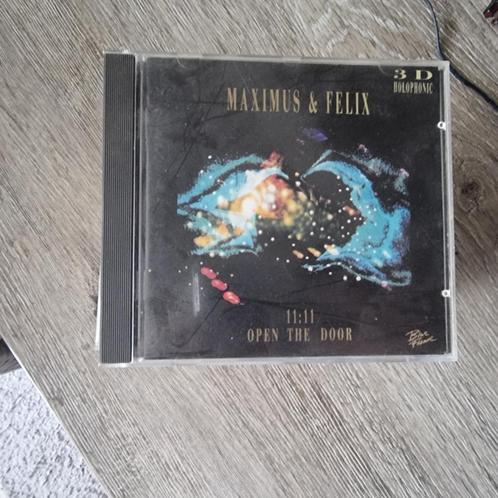 3 D
HOLOPHONIC
MAXIMUS & FELIX
11:11
OPEN THE DOOR